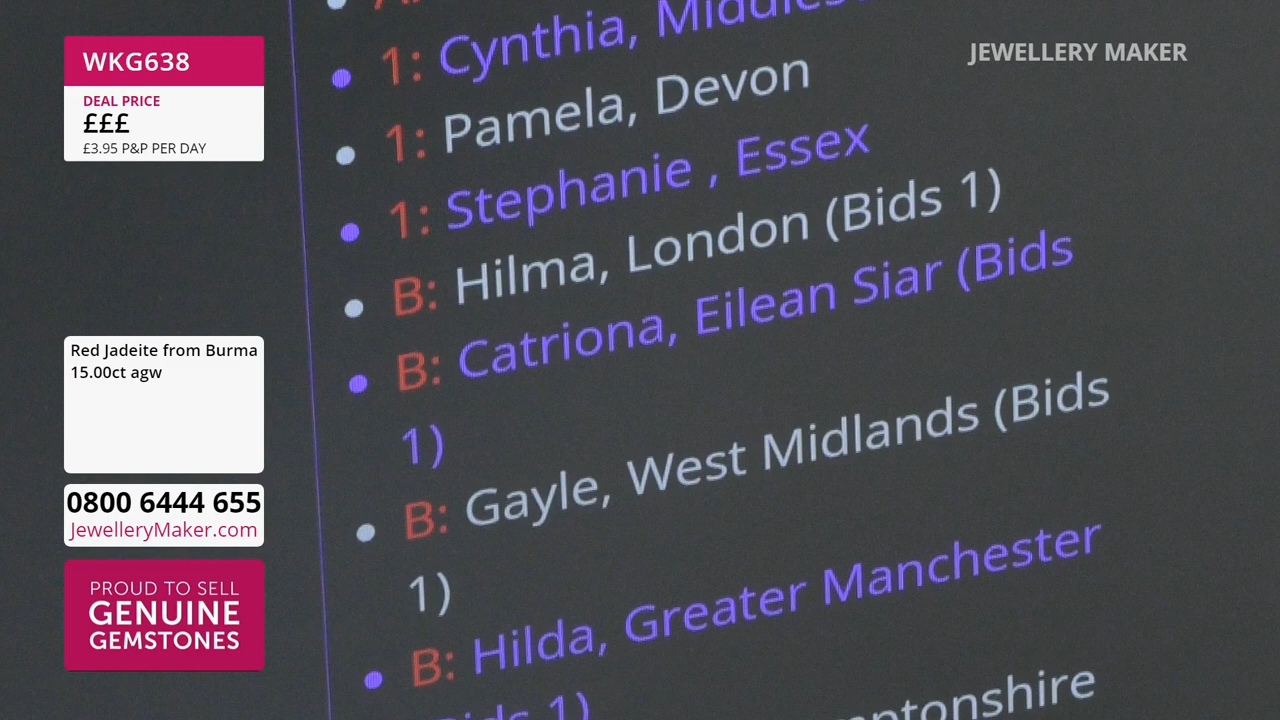 WKG638
DEAL PRICE
£££
£3.95 P&P PER DAY
Red Jadeite from Burma
15.00ct agw
0800 6444 655
JewelleryMaker.com
PROUD TO SELL
GENUINE
GEMSTONES
JEWELLERY MAKER
1: Cynthia,
1: Pamela, Devon
1: Stephanie , Essex
B: Hilma, London (Bids 1)
B: Catriona, Eilean Siar (Bids
1)
B: Gayle, West Midlands (Bids
1)
B: Hilda, Greater Manchester
1)